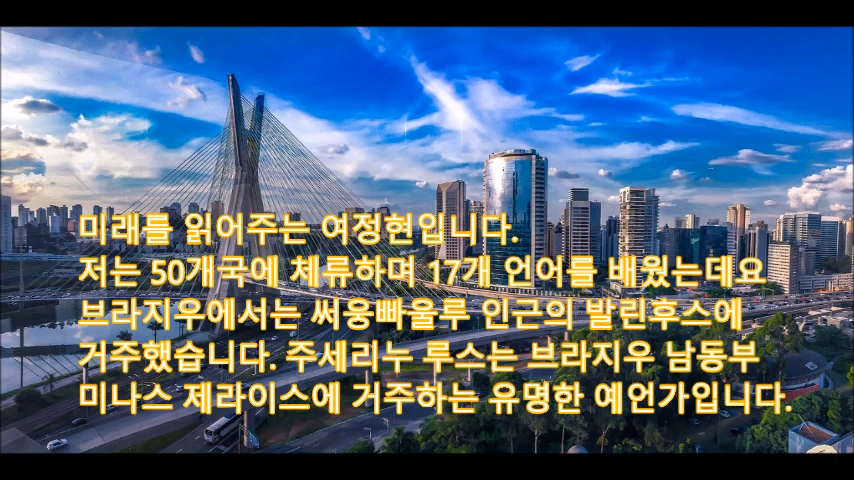 미래를 읽어주는 여정현입니다.
저는 50개국에 체류하며 17개 언어를 배웠는데요
브라지우에서는 써웅빠울루 인근의 발린후스에
거주했습니다. 주세리누 루스는 브라지우 남동부
미나스 제라이스에 거주하는 유명한 예언가입니다.